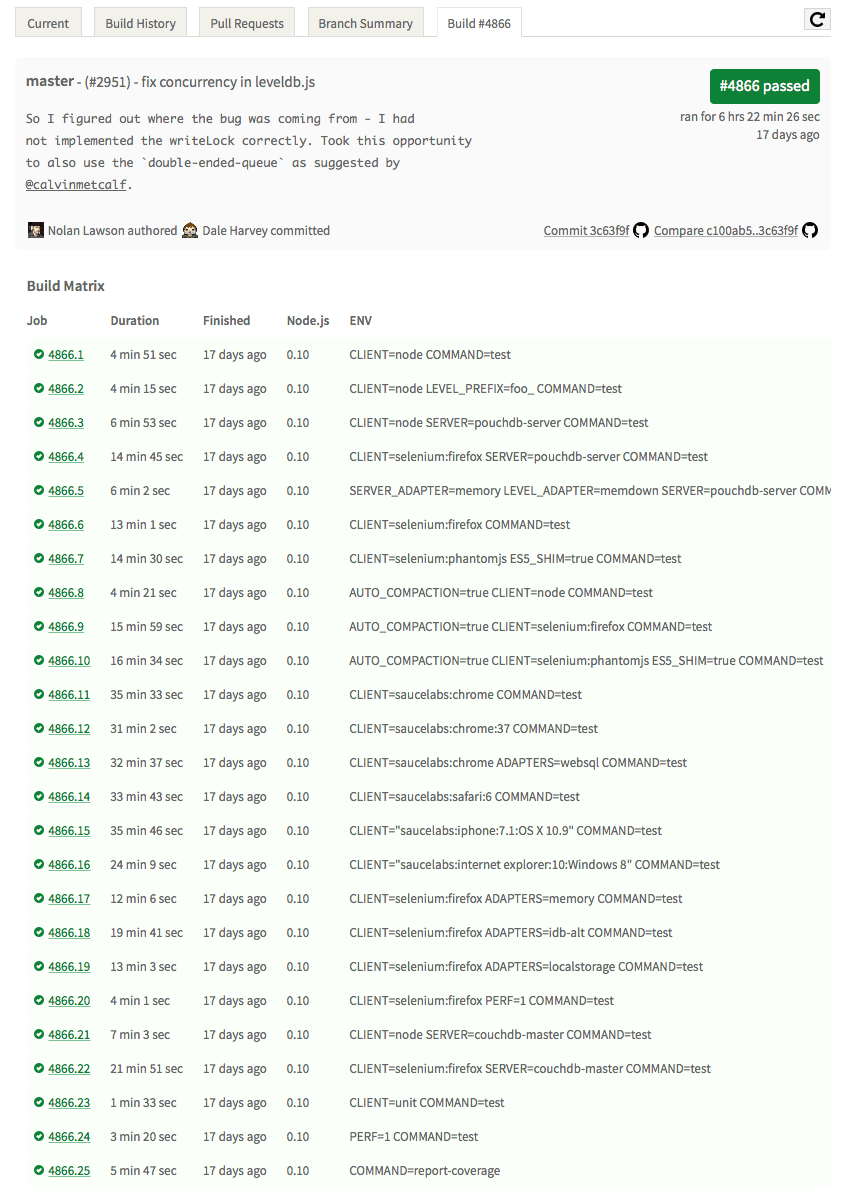 Current Build History Pull Requests Branch Summary Build #4866
master - (#2951) - fix concurrency in leveldb.js
#4866 passed
So I figured out where the bug was coming from - I had
not implemented the writeLock correctly. Took this opportunity
to also use the `double-ended-queue` as suggested by
@calvinmetcalf.
ran for 6 hrs 22 min 26 sec
17 days ago
Nolan Lawson authored Dale Harvey committed Commit 3c63f9f Compare c100ab5..3c63f9f
Build Matrix
Job Duration Finished Node.js ENV
4866.1 4 min 51 sec 17 days ago 0.10 CLIENT=node COMMAND=test
4866.2 4 min 15 sec 17 days ago 0.10 CLIENT=node LEVEL_PREFIX=foo_ COMMAND=test
4866.3 6 min 53 sec 17 days ago 0.10 CLIENT=node SERVER=pouchdb-server COMMAND=test
4866.4 14 min 45 sec 17 days ago 0.10 CLIENT=selenium:firefox SERVER=pouchdb-server COMMAND=test
4866.5 6 min 2 sec 17 days ago 0.10 SERVER_ADAPTER=memory LEVEL_ADAPTER=memdown SERVER=pouchdb-server COMM
4866.6 13 min 1 sec 17 days ago 0.10 CLIENT=selenium:firefox COMMAND=test
4866.7 14 min 30 sec 17 days ago 0.10 CLIENT=selenium:phantomjs ES5_SHIM=true COMMAND=test
4866.8 4 min 21 sec 17 days ago 0.10 AUTO_COMPACTION=true CLIENT=node COMMAND=test
4866.9 15 min 59 sec 17 days ago 0.10 AUTO_COMPACTION=true CLIENT=selenium:firefox COMMAND=test
4866.10 16 min 34 sec 17 days ago 0.10 AUTO_COMPACTION=true CLIENT=selenium:phantomjs ES5_SHIM=true COMMAND=test
4866.11 35 min 33 sec 17 days ago 0.10 CLIENT=saucelabs:chrome COMMAND=test
4866.12 31 min 2 sec 17 days ago 0.10 CLIENT=saucelabs:chrome:37 COMMAND=test
4866.13 32 min 37 sec 17 days ago 0.10 CLIENT=saucelabs:chrome ADAPTERS=websql COMMAND=test
4866.14 33 min 43 sec 17 days ago 0.10 CLIENT=saucelabs:safari:6 COMMAND=test
4866.15 35 min 46 sec 17 days ago 0.10 CLIENT="saucelabs:iphone:7.1:OS X 10.9" COMMAND=test
4866.16 24 min 9 sec 17 days ago 0.10 CLIENT="saucelabs:internet explorer:10:Windows 8" COMMAND=test
4866.17 12 min 6 sec 17 days ago 0.10 CLIENT=selenium:firefox ADAPTERS=memory COMMAND=test
4866.18 19 min 41 sec 17 days ago 0.10 CLIENT=selenium:firefox ADAPTERS=idb-alt COMMAND=test
4866.19 13 min 3 sec 17 days ago 0.10 CLIENT=selenium:firefox ADAPTERS=localstorage COMMAND=test
4866.20 4 min 1 sec 17 days ago 0.10 CLIENT=selenium:firefox PERF=1 COMMAND=test
4866.21 7 min 3 sec 17 days ago 0.10 CLIENT=node SERVER=couchdb-master COMMAND=test
4866.22 21 min 51 sec 17 days ago 0.10 CLIENT=selenium:firefox SERVER=couchdb-master COMMAND=test
4866.23 1 min 33 sec 17 days ago 0.10 CLIENT=unit COMMAND=test
4866.24 3 min 20 sec 17 days ago 0.10 PERF=1 COMMAND=test
4866.25 5 min 47 sec 17 days ago 0.10 COMMAND=report-coverage